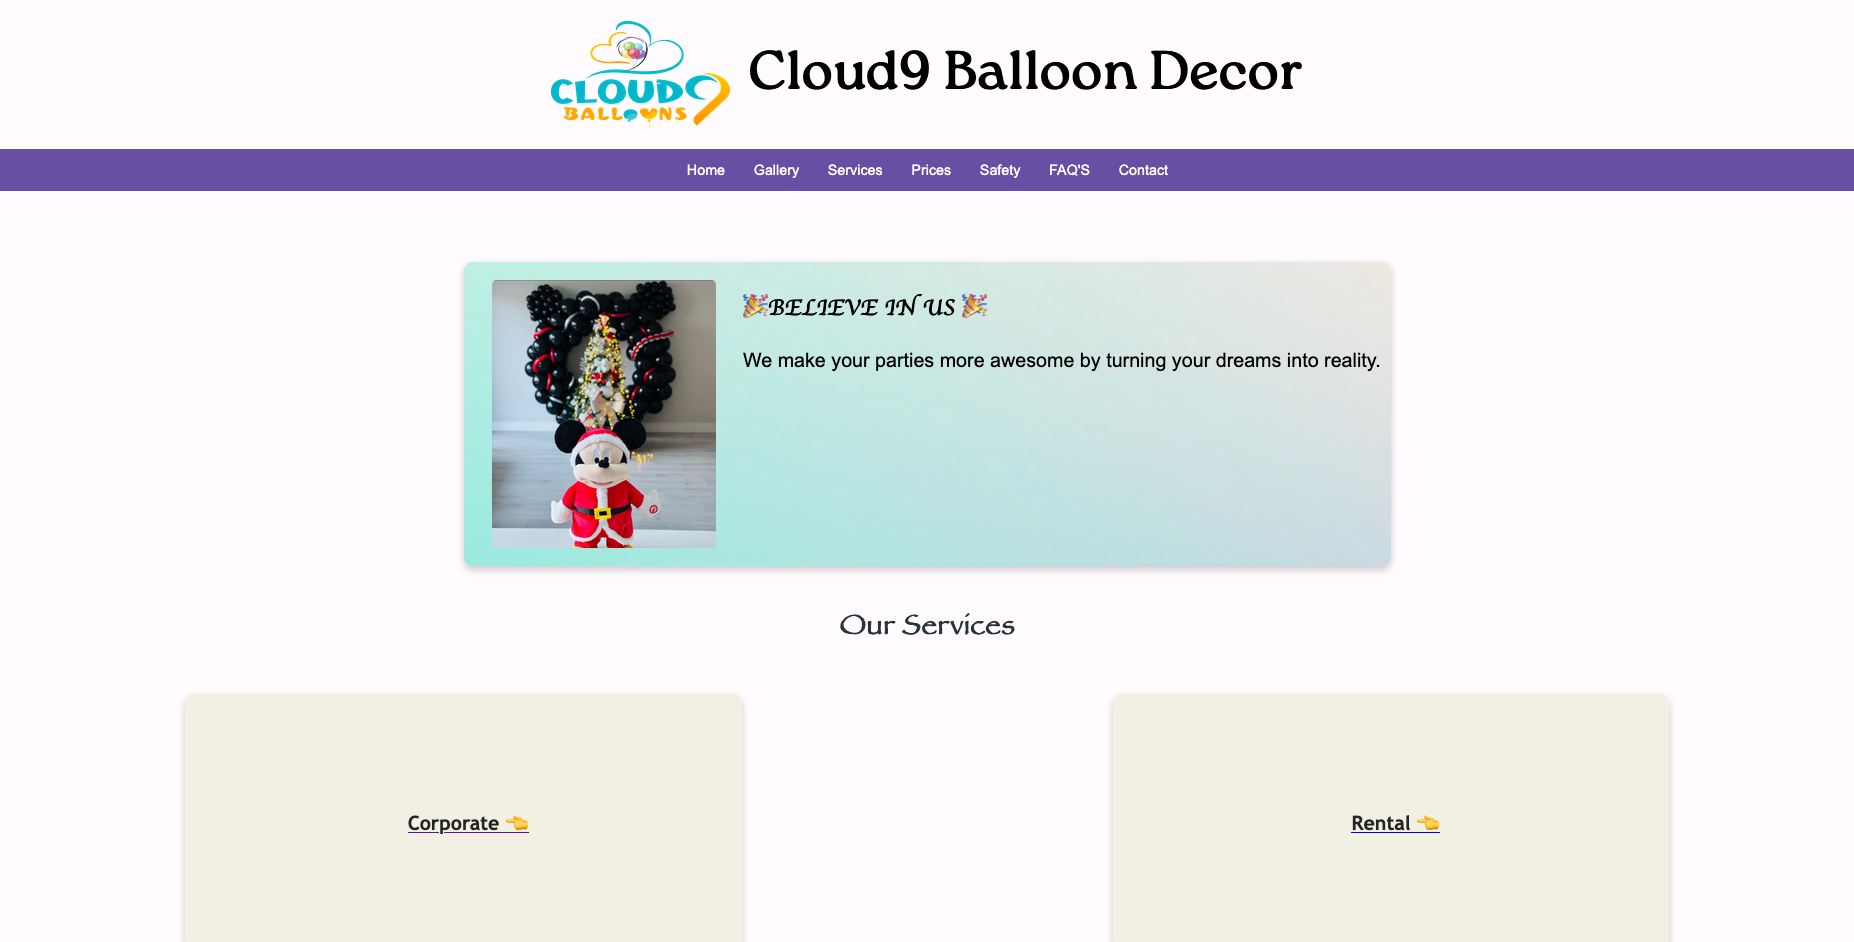 CLOUD9
BALLOONS
Cloud9 Balloon Decor
Home Gallery Services Prices Safety FAQ'S Contact
🎉BELIEVE IN US 🎉
We make your parties more awesome by turning your dreams into reality.
Our Services
Corporate 👈
Rental 👈